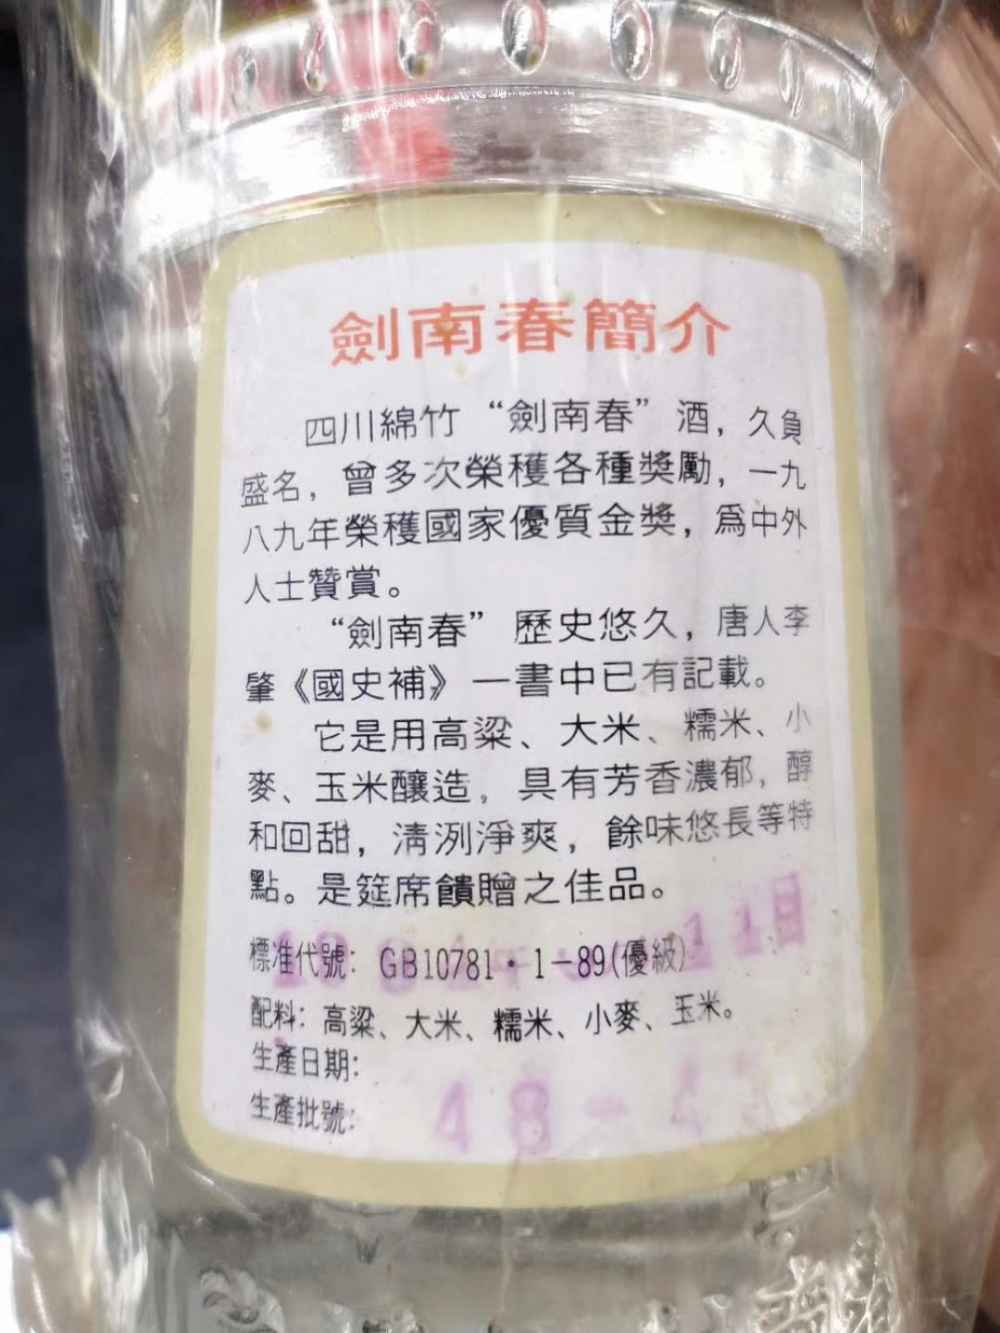 劍南春簡介
四川綿竹“劍南春”酒，久負
盛名，曾多次榮穫各種獎勵，一九
八九年榮穫國家優質金獎，爲中外
人士贊賞。
“劍南春”歷史悠久，唐人李
肇《國史補》一書中已有記載。
它是用高粱、大米、糯米、小
麥、玉米釀造。具有芳香濃郁，醇
和回甜，淸洌淨爽，餘味悠長等特
點。是筵席饋贈之佳品。
標准代號：GB10781·1－89(優級)
配料：高粱、大米、糯米、小麥、玉米。
生產日期：
生產批號：